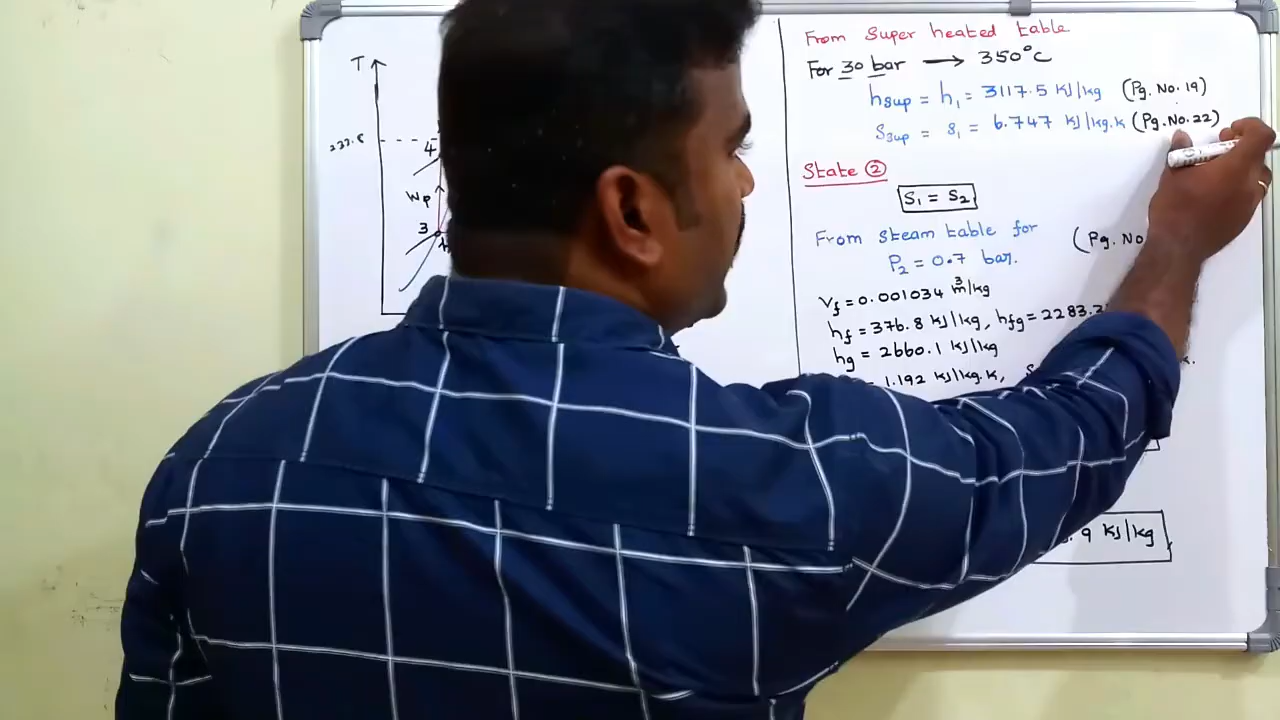 T
4
Wp
3
From Super heated table
For 30 bar → 350°C
hsup = h₁ = 3117.5 KJ/kg (Pg. No. 19)
Ssup = s₁ = 6.747 KJ/kg.k (Pg. No. 22)
State ②
S₁ = S₂
From Steam table for (Pg. No
P₂ = 0.7 bar.
Vf = 0.001034 m³/kg
hf = 376.8 KJ/kg, hfg = 2283.
hg = 2660.1 KJ/kg
1.192 KJ/kg.k,
9 KJ/kg